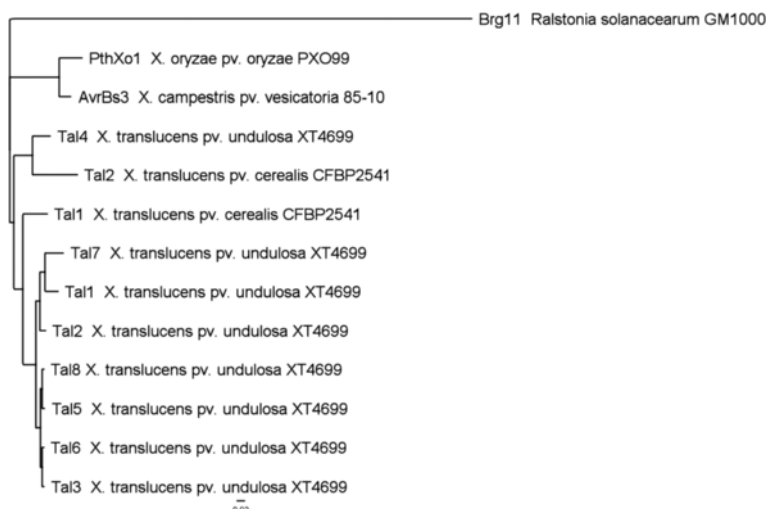 Brg11 Ralstonia solanacearum GM1000
PthXo1 X. oryzae pv. oryzae PXO99
AvrBs3 X. campestris pv. vesicatoria 85-10
Tal4 X. translucens pv. undulosa XT4699
Tal2 X. translucens pv. cerealis CFBP2541
Tal1 X. translucens pv. cerealis CFBP2541
Tal7 X. translucens pv. undulosa XT4699
Tal1 X. translucens pv. undulosa XT4699
Tal2 X. translucens pv. undulosa XT4699
Tal8 X. translucens pv. undulosa XT4699
Tal5 X. translucens pv. undulosa XT4699
Tal6 X. translucens pv. undulosa XT4699
Tal3 X. translucens pv. undulosa XT4699